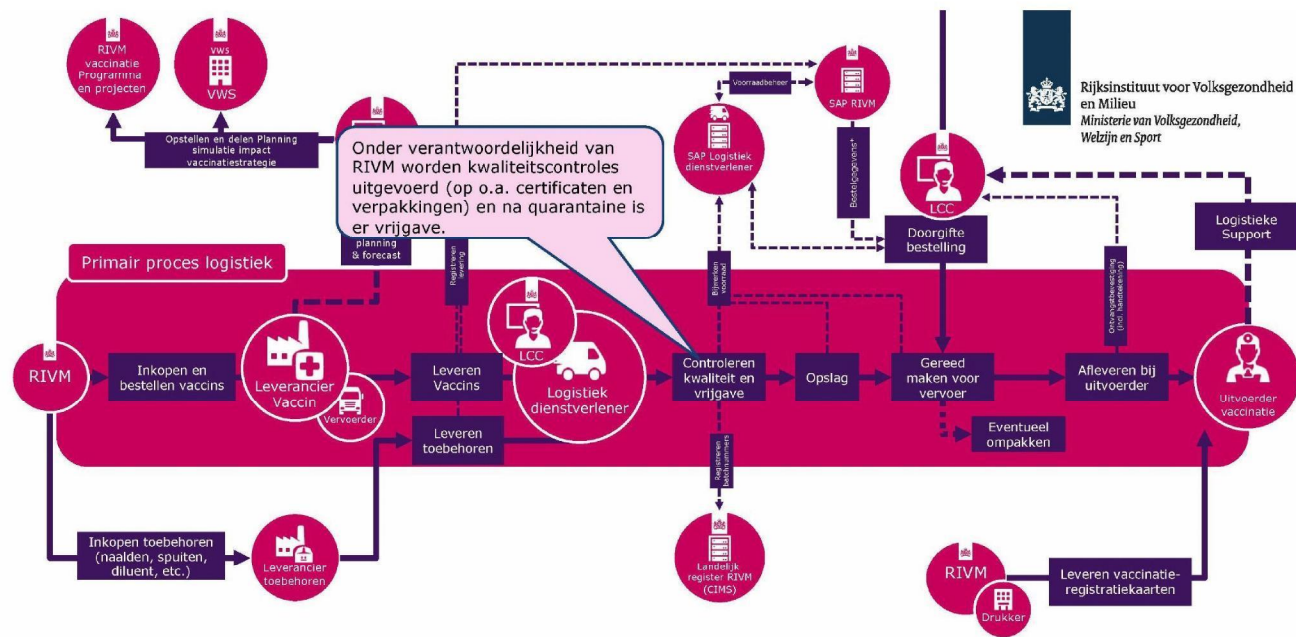 RIVM
vaccinatie
Programma
en projecten
vws
VWS
Opstellen en delen Planning
simulatie impact
vaccinatiestrategie
Onder verantwoordelijkheid van
RIVM worden kwaliteitscontroles
uitgevoerd (op o.a. certificaten en
verpakkingen) en na quarantaine is
er vrijgave.
planning
& forecast
Registreren
levering
Voorraadbeheer
SAP RIVM
SAP Logistiek
dienstverlener
Bestelgegevens*
LCC
Doorgifte
bestelling
Rijksinstituut voor Volksgezondheid
en Milieu
Ministerie van Volksgezondheid,
Welzijn en Sport
Logistieke
Support
Ontvangstbevestiging
(incl. handtekening)
Bijwerken
voorraad
Primair proces logistiek
RIVM
Inkopen en
bestellen vaccins
Leverancier
Vaccin
Vervoerder
Leveren
Vaccins
Leveren
toebehoren
LCC
Logistiek
dienstverlener
Controleren
kwaliteit en
vrijgave
Opslag
Gereed
maken voor
vervoer
Eventueel
ompakken
Afleveren bij
uitvoerder
Uitvoerder
vaccinatie
Registreren
batchnummers
Inkopen toebehoren
(naalden, spuiten,
diluent, etc.)
Leverancier
toebehoren
Landelijk
register RIVM
(CIMS)
RIVM
Drukker
Leveren vaccinatie-
registratiekaarten